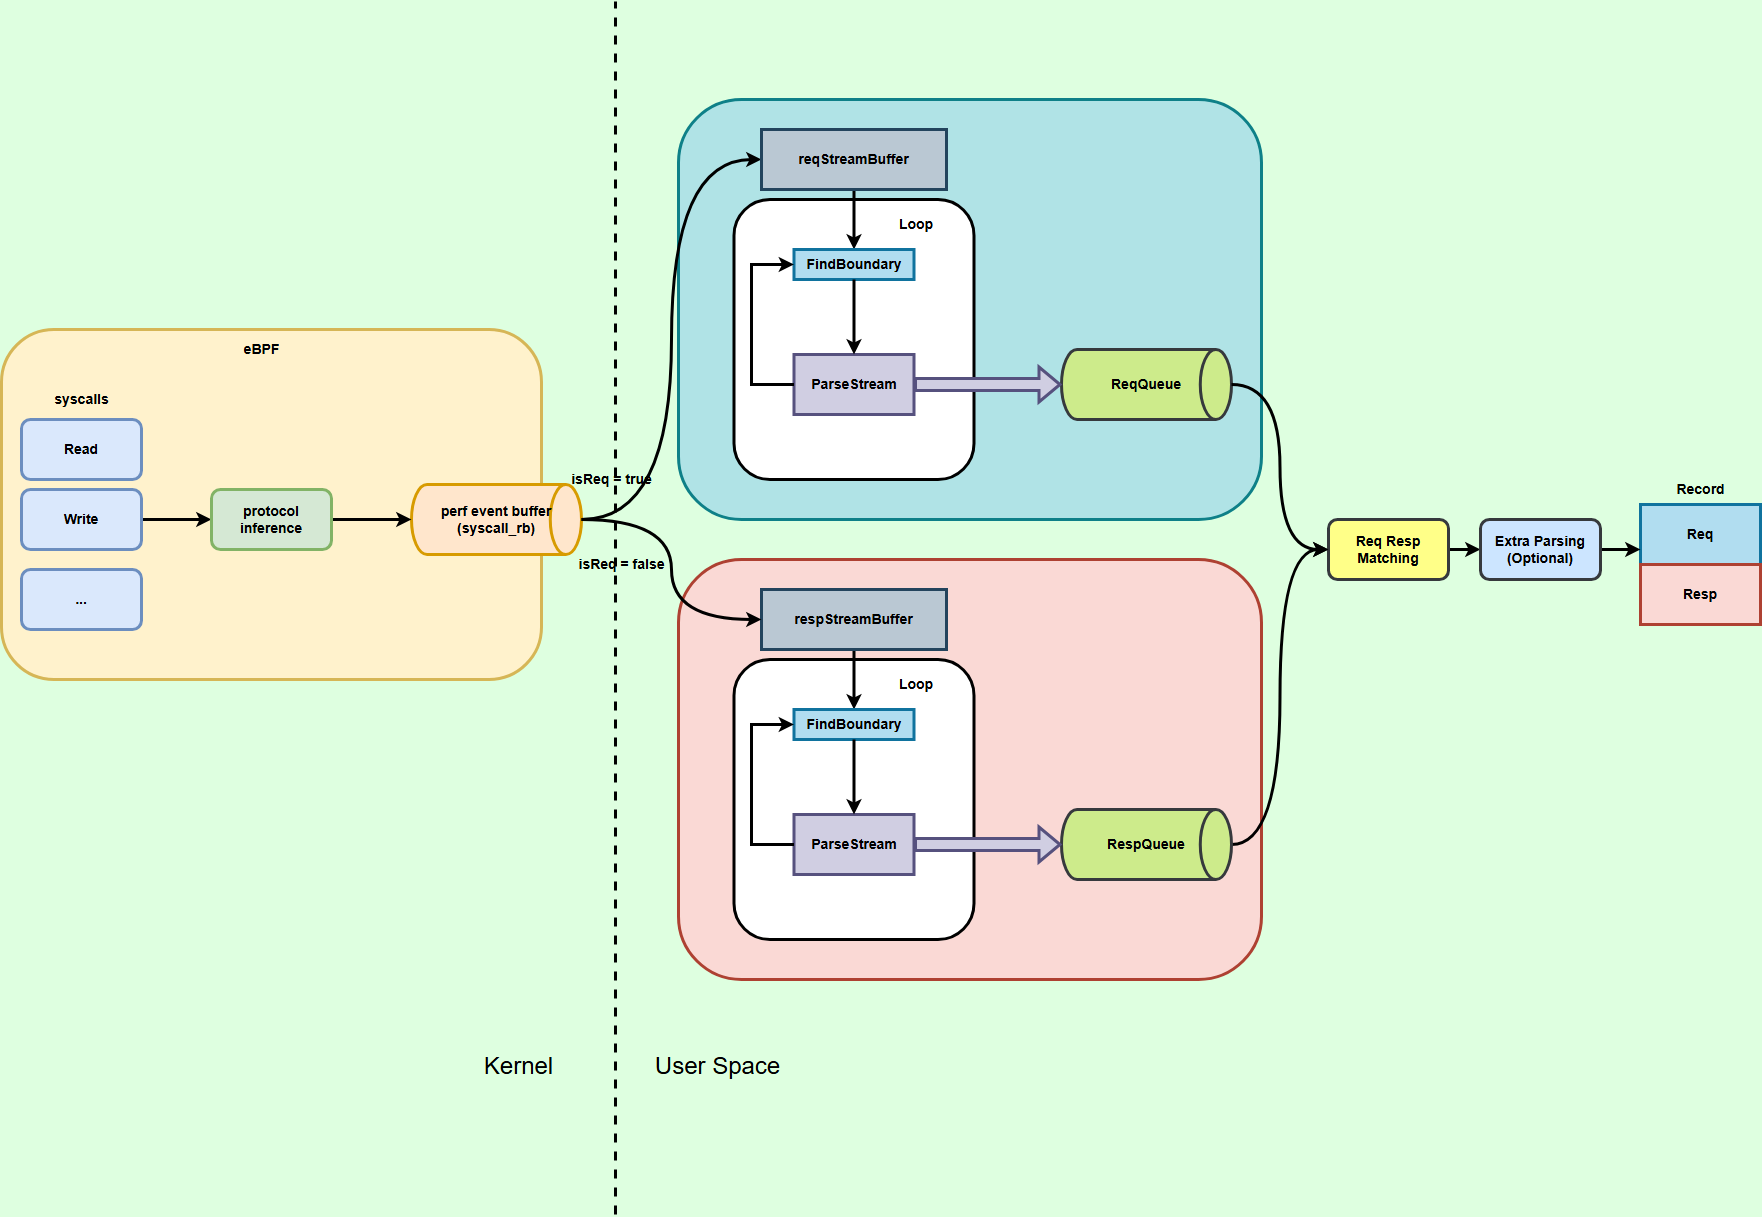 eBPF
syscalls
Read
Write
...
protocol
inference
perf event buffer
(syscall_rb)
isReq = true
isReq = false
reqStreamBuffer
Loop
FindBoundary
ParseStream
ReqQueue
respStreamBuffer
Loop
FindBoundary
ParseStream
RespQueue
Req Resp
Matching
Extra Parsing
(Optional)
Record
Req
Resp
Kernel
User Space